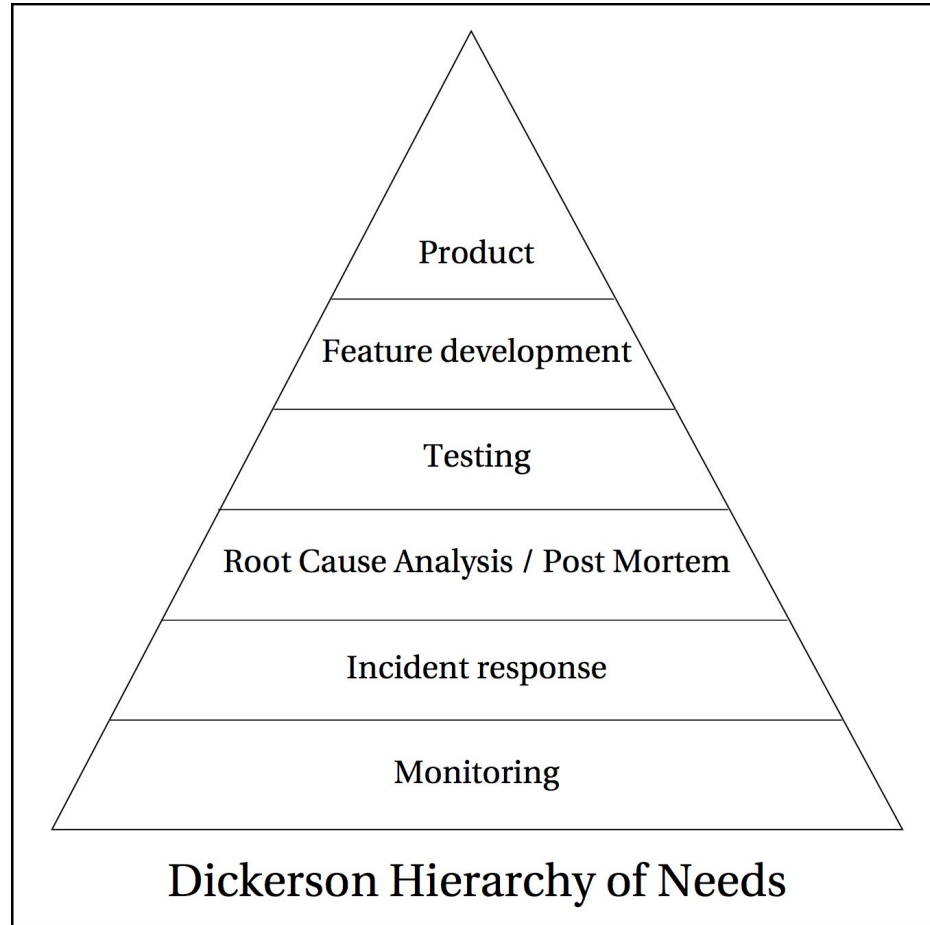 Product
Feature development
Testing
Root Cause Analysis / Post Mortem
Incident response
Monitoring
Dickerson Hierarchy of Needs